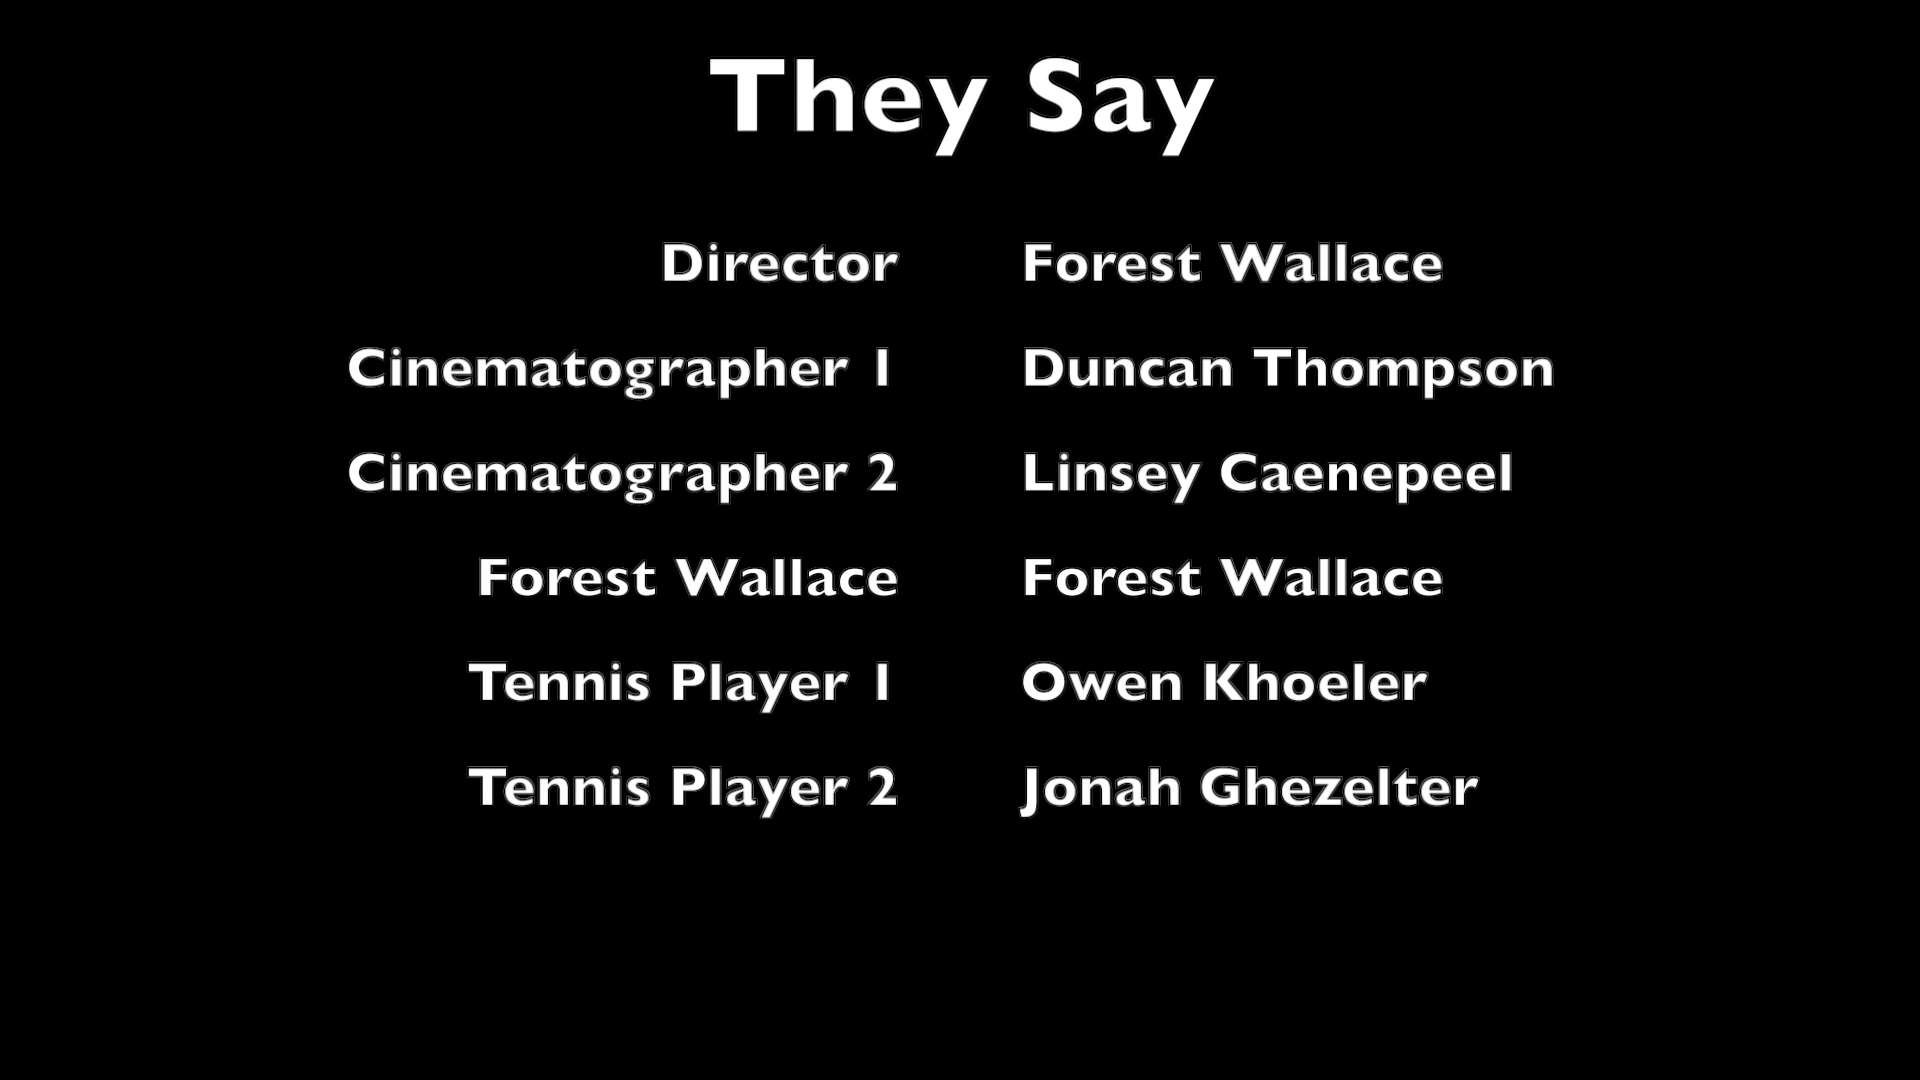 They Say
Director Forest Wallace
Cinematographer 1 Duncan Thompson
Cinematographer 2 Linsey Caenepeel
Forest Wallace Forest Wallace
Tennis Player 1 Owen Khoeler
Tennis Player 2 Jonah Ghezelter